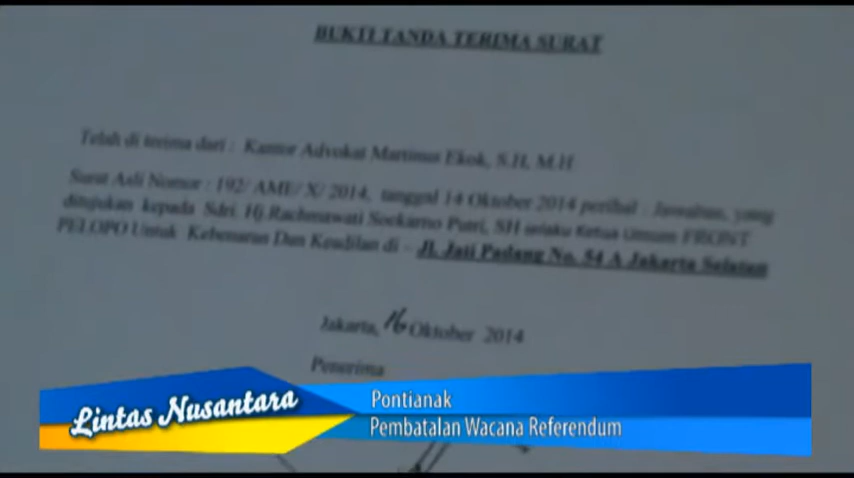 BUKTI TANDA TERIMA SURAT
Telah di terima dari : Kantor Advokat Martinus Ekok, S.H, M.H
Surat Asli Nomor : 192/ AME/ X/ 2014, tanggal 14 Oktober 2014 perihal : Jawaban, yang
ditujukan kepada Sdri. Hj Rachmawati Soekarno Putri, SH selaku Ketua Umum FRONT
PELOPO Untuk Kebenaran Dan Keadilan di - Jl. Jati Padang No. 54 A Jakarta Selatan
Jakarta, 16 Oktober 2014
Penerima
Lintas Nusantara
Pontianak
Pembatalan Wacana Referendum